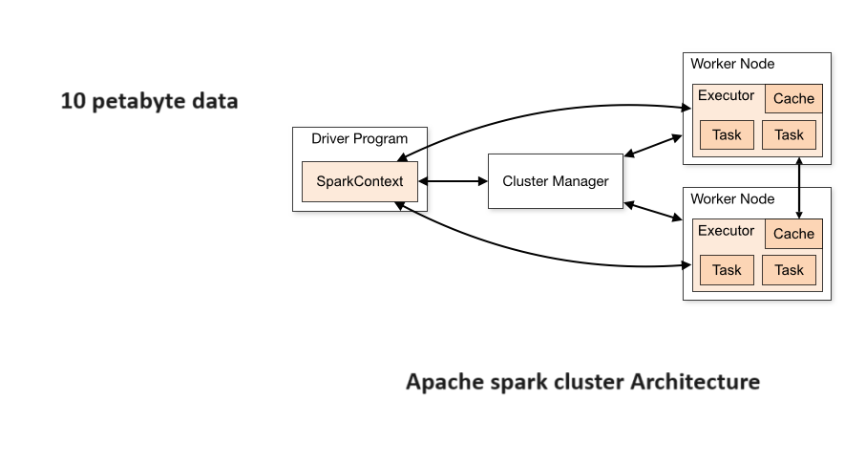 10 petabyte data
Driver Program
SparkContext
Cluster Manager
Worker Node
Executor
Cache
Task
Task
Worker Node
Executor
Cache
Task
Task
Apache spark cluster Architecture